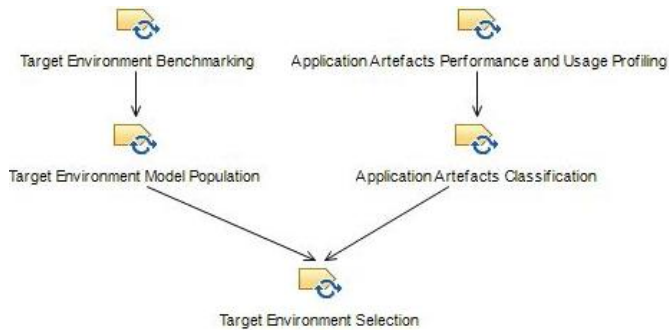 Target Environment Benchmarking
Application Artefacts Performance and Usage Profiling
Target Environment Model Population
Application Artefacts Classification
Target Environment Selection